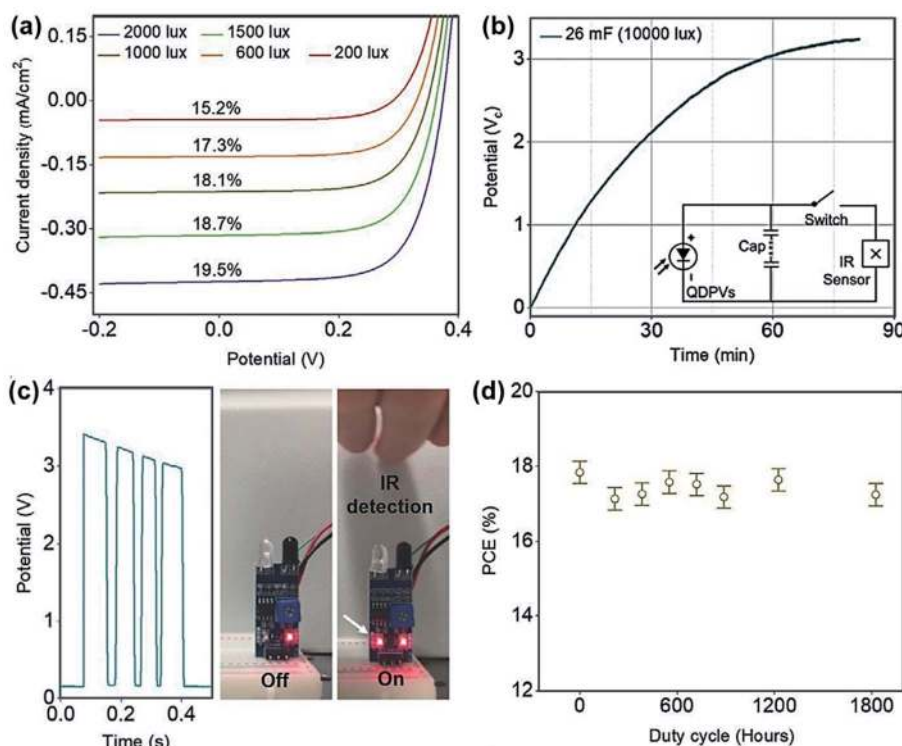 (a)
2000 lux 1500 lux
1000 lux 600 lux 200 lux
0.15
0.00
-0.15
-0.30
-0.45
15.2%
17.3%
18.1%
18.7%
19.5%
-0.2 0.0 0.2 0.4
Potential (V)
Current density (mA/cm²)
(b)
26 mF (10000 lux)
3
2
1
0
Switch
Cap
IR
Sensor
QDPVs
+
0 30 60 90
Time (min)
Potential (Vc)
(c)
4
3
2
1
0
0.0 0.2 0.4
Time (s)
Potential (V)
Off
IR
detection
On
(d)
20
18
16
14
12
0 600 1200 1800
Duty cycle (Hours)
PCE (%)